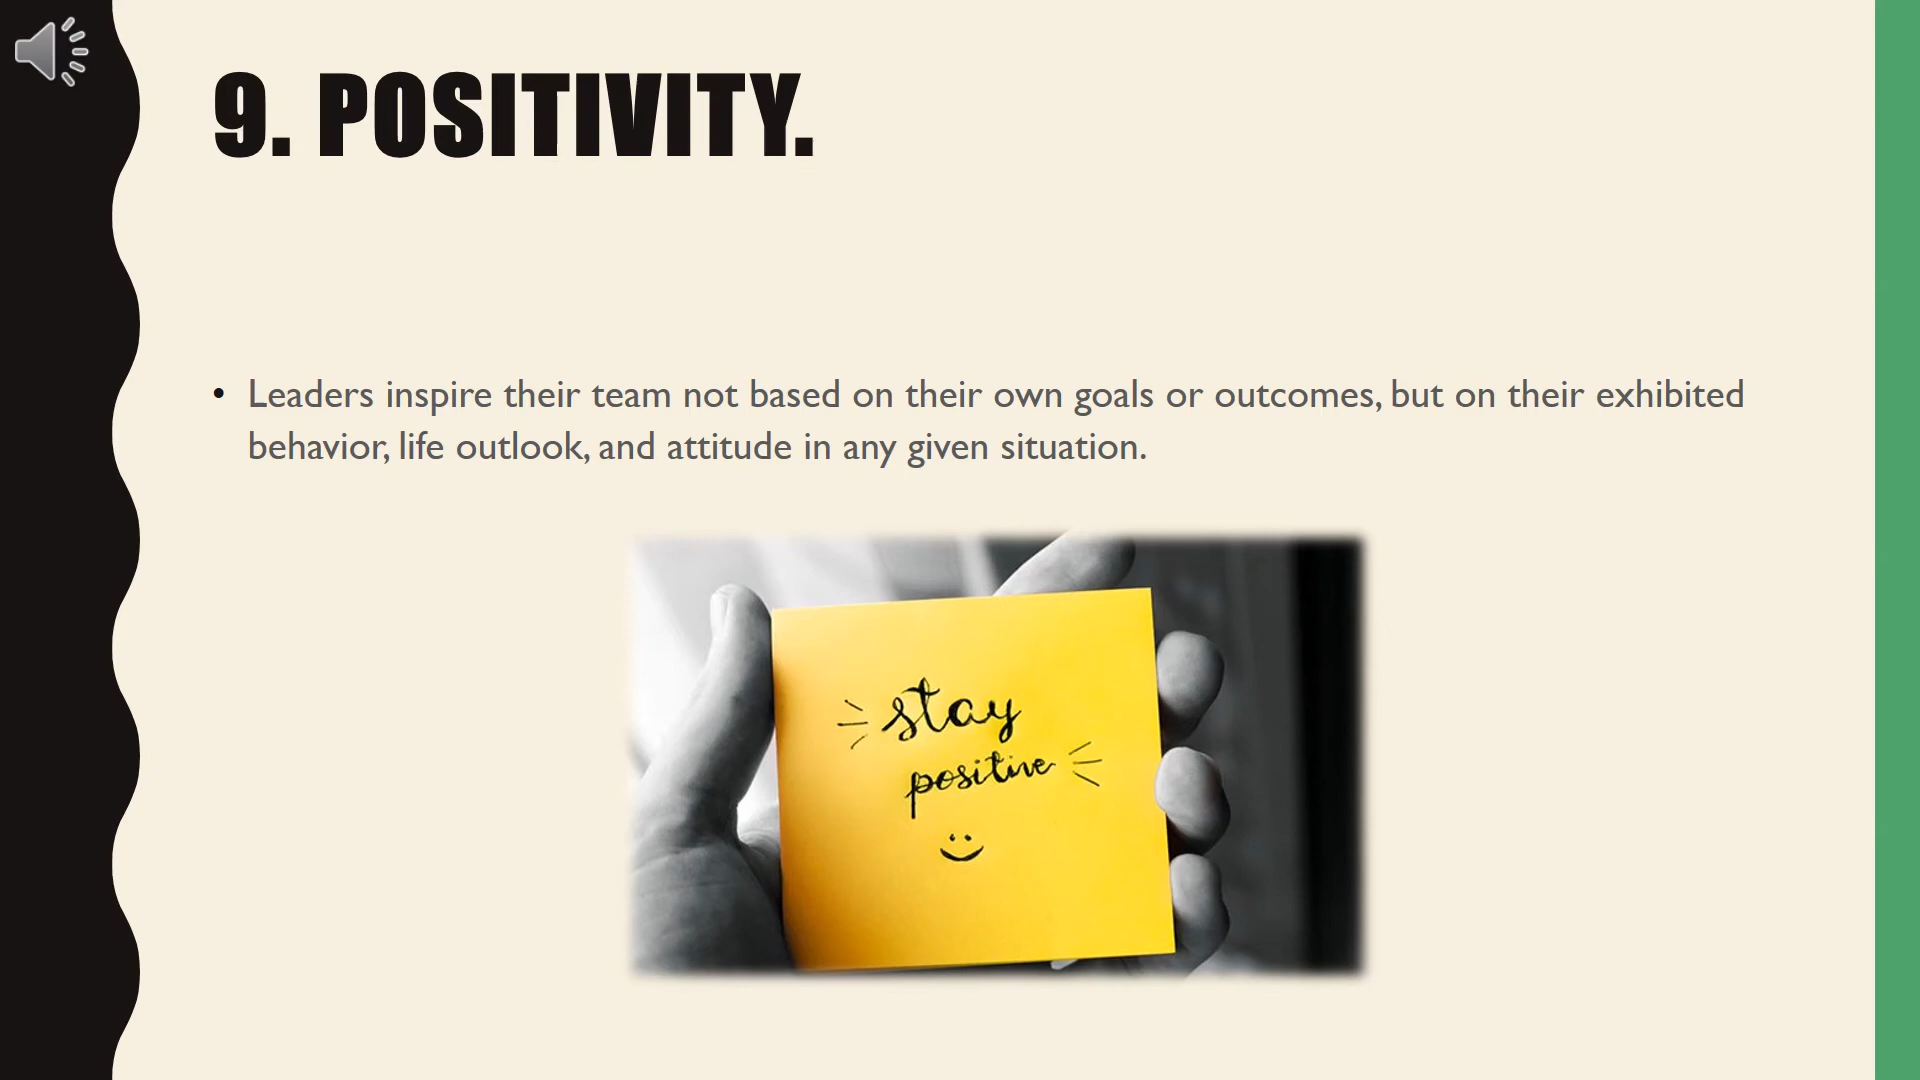 9. POSITIVITY.
• Leaders inspire their team not based on their own goals or outcomes, but on their exhibited
behavior, life outlook, and attitude in any given situation.
stay
positive